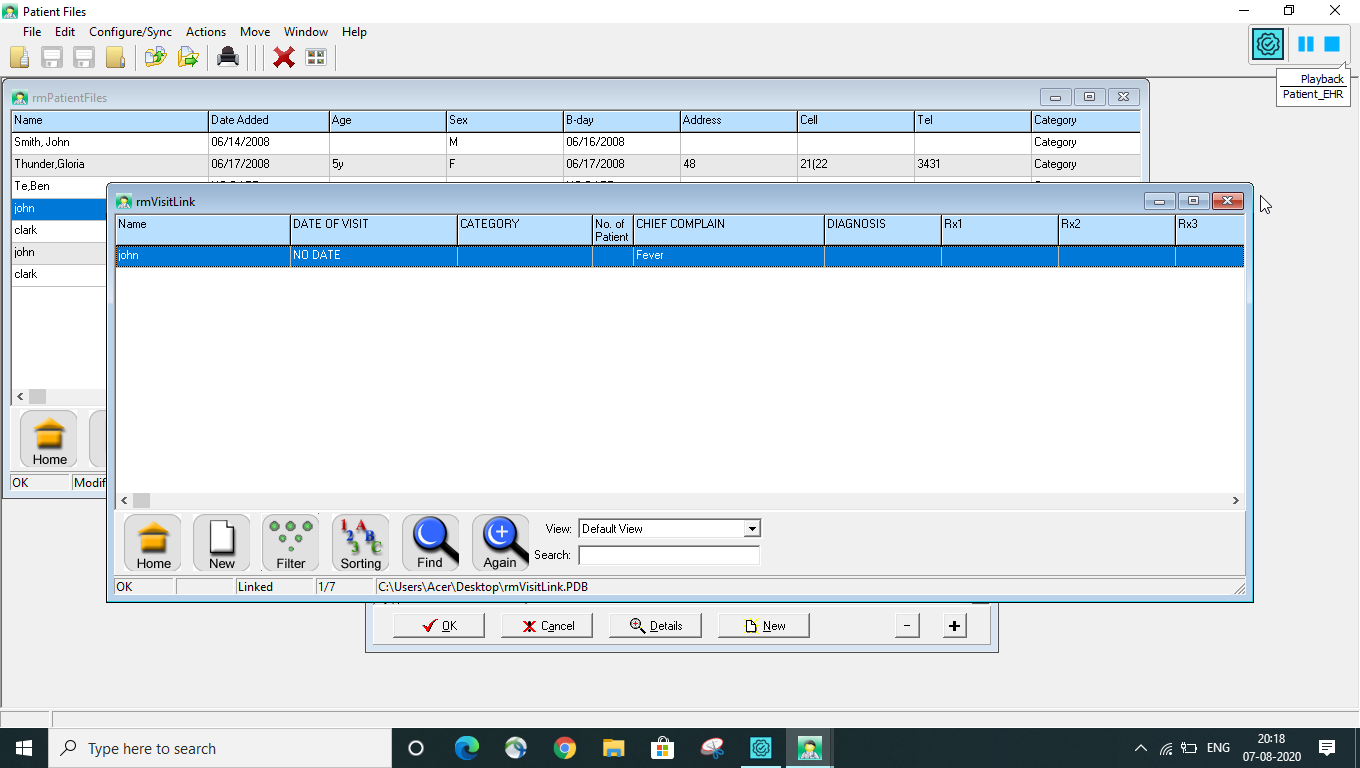 Patient Files
File Edit Configure/Sync Actions Move Window Help
Playback
Patient_EHR
rmPatientFiles
Name Date Added Age Sex B-day Address Cell Tel Category
Smith, John 06/14/2008 M 06/16/2008 Category
Thunder,Gloria 06/17/2008 5y F 06/17/2008 48 21(22 3431 Category
Te,Ben
john
clark
john
clark
Home
OK Modif
rmVisitLink
Name DATE OF VISIT CATEGORY No. of Patient CHIEF COMPLAIN DIAGNOSIS Rx1 Rx2 Rx3
john NO DATE Fever
Home New Filter Sorting Find Again
View: Default View
Search:
OK Linked 1/7 C:\Users\Acer\Desktop\rmVisitLink.PDB
OK Cancel Details New - +
Type here to search
ENG
20:18
07-08-2020